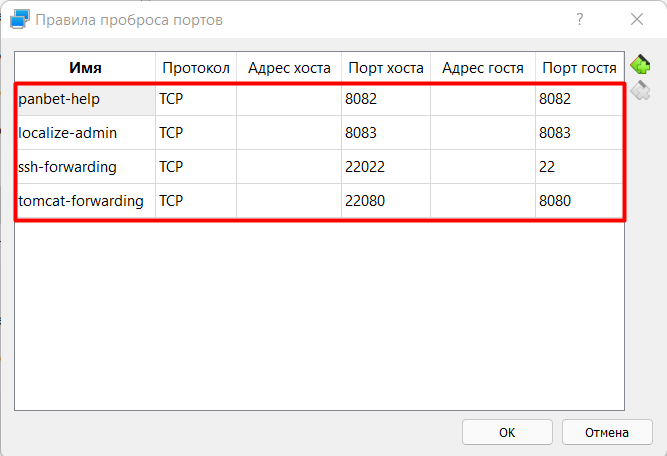 Правила проброса портов
Имя Протокол Адрес хоста Порт хоста Адрес гостя Порт гостя
panbet-help TCP 8082 8082
localize-admin TCP 8083 8083
ssh-forwarding TCP 22022 22
tomcat-forwarding TCP 22080 8080
OK Отмена